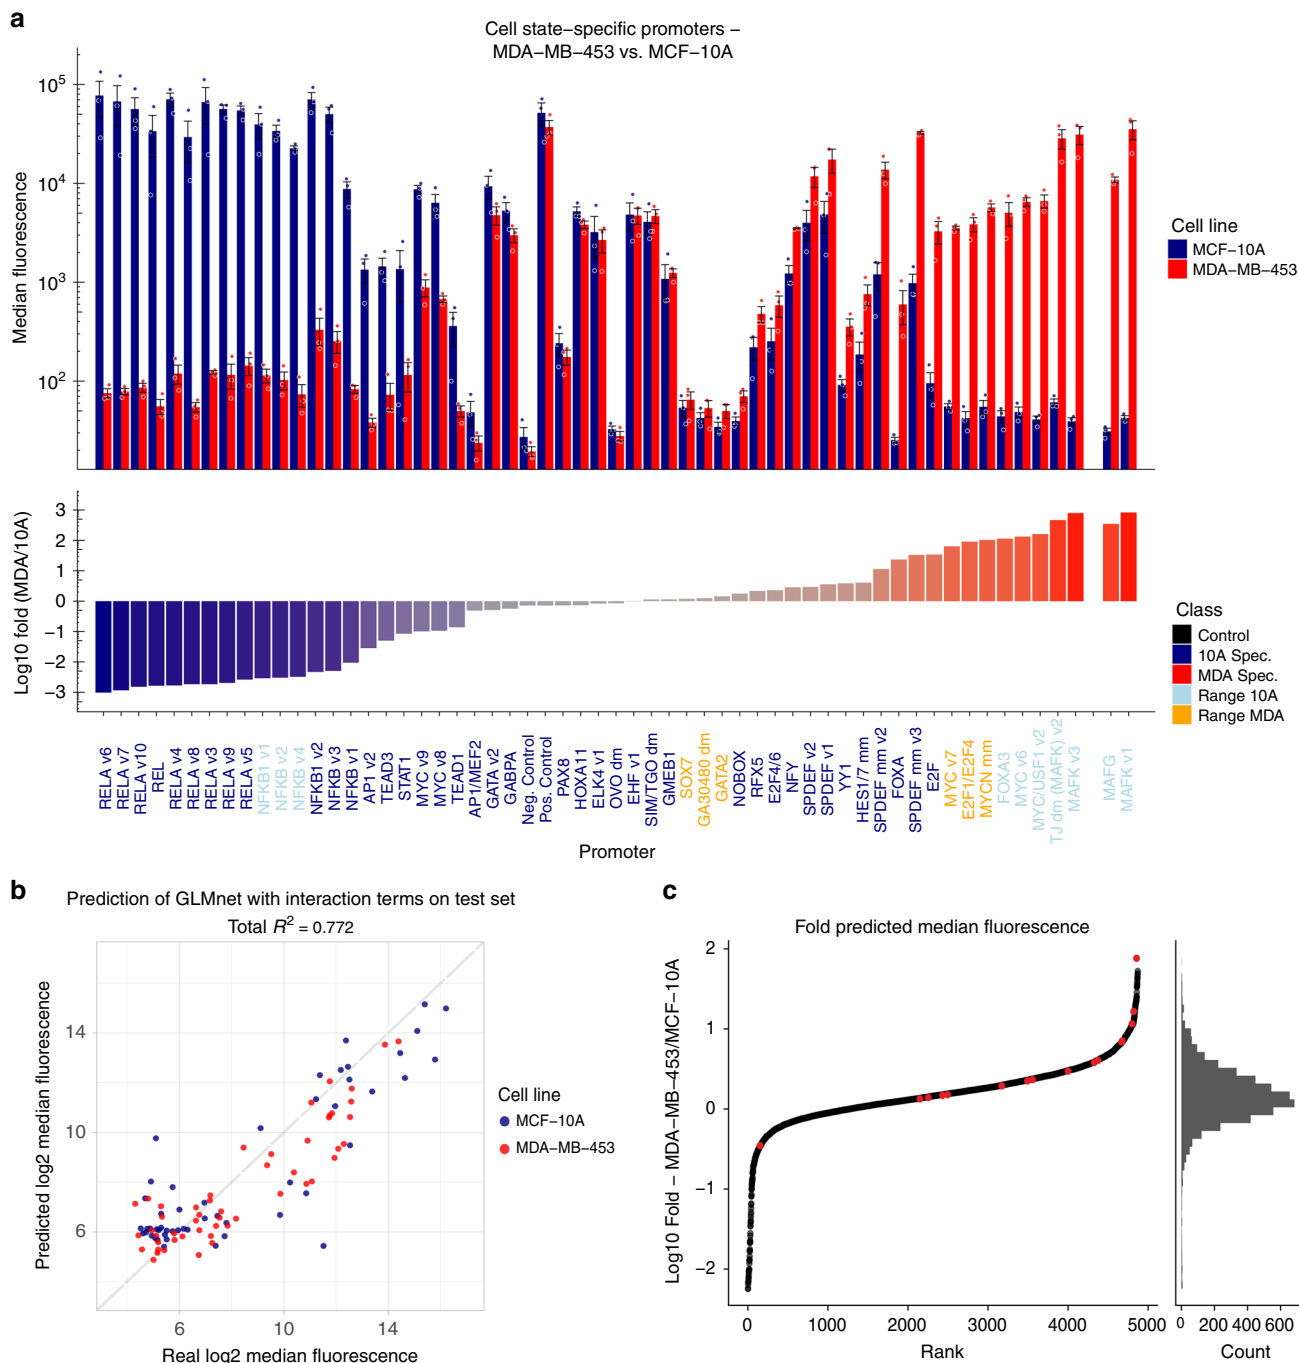 a
Cell state–specific promoters –
MDA–MB–453 vs. MCF–10A
Median fluorescence
10^5
10^4
10^3
10^2
Cell line
MCF–10A
MDA–MB–453
Log10 fold (MDA/10A)
3
2
1
0
−1
−2
−3
Class
Control
10A Spec.
MDA Spec.
Range 10A
Range MDA
RELA v6
RELA v7
RELA v10
REL
RELA v4
RELA v8
RELA v3
RELA v9
RELA v5
NFKB1 v1
NFKB v2
NFKB v4
NFKB1 v2
NFKB v3
NFKB v1
AP1 v2
TEAD3
STAT1
MYC v9
MYC v8
TEAD1
AP1/MEF2
GATA v2
GABPA
Neg. Control
Pos. Control
PAX8
HOXA11
ELK4 v1
OVO dm
EHF v1
SIM/TGO dm
GMEB1
SOX7
GA30480 dm
GATA2
NOBOX
RFX5
E2F4/6
NFY
SPDEF v2
SPDEF v1
YY1
HES1/7 mm
SPDEF mm v2
FOXA
SPDEF mm v3
E2F
MYC v7
E2F1/E2F4
MYCN mm
FOXA3
MYC v6
MYC/USF1 v2
TJ dm (MAFK) v2
MAFK v3
MAFG
MAFK v1
Promoter
b
Prediction of GLMnet with interaction terms on test set
Total R² = 0.772
Predicted log2 median fluorescence
14
10
6
6 10 14
Real log2 median fluorescence
Cell line
MCF–10A
MDA–MB–453
c
Fold predicted median fluorescence
Log10 Fold – MDA–MB–453/MCF–10A
2
1
0
−1
−2
0 1000 2000 3000 4000 5000
Rank
0 200 400 600
Count